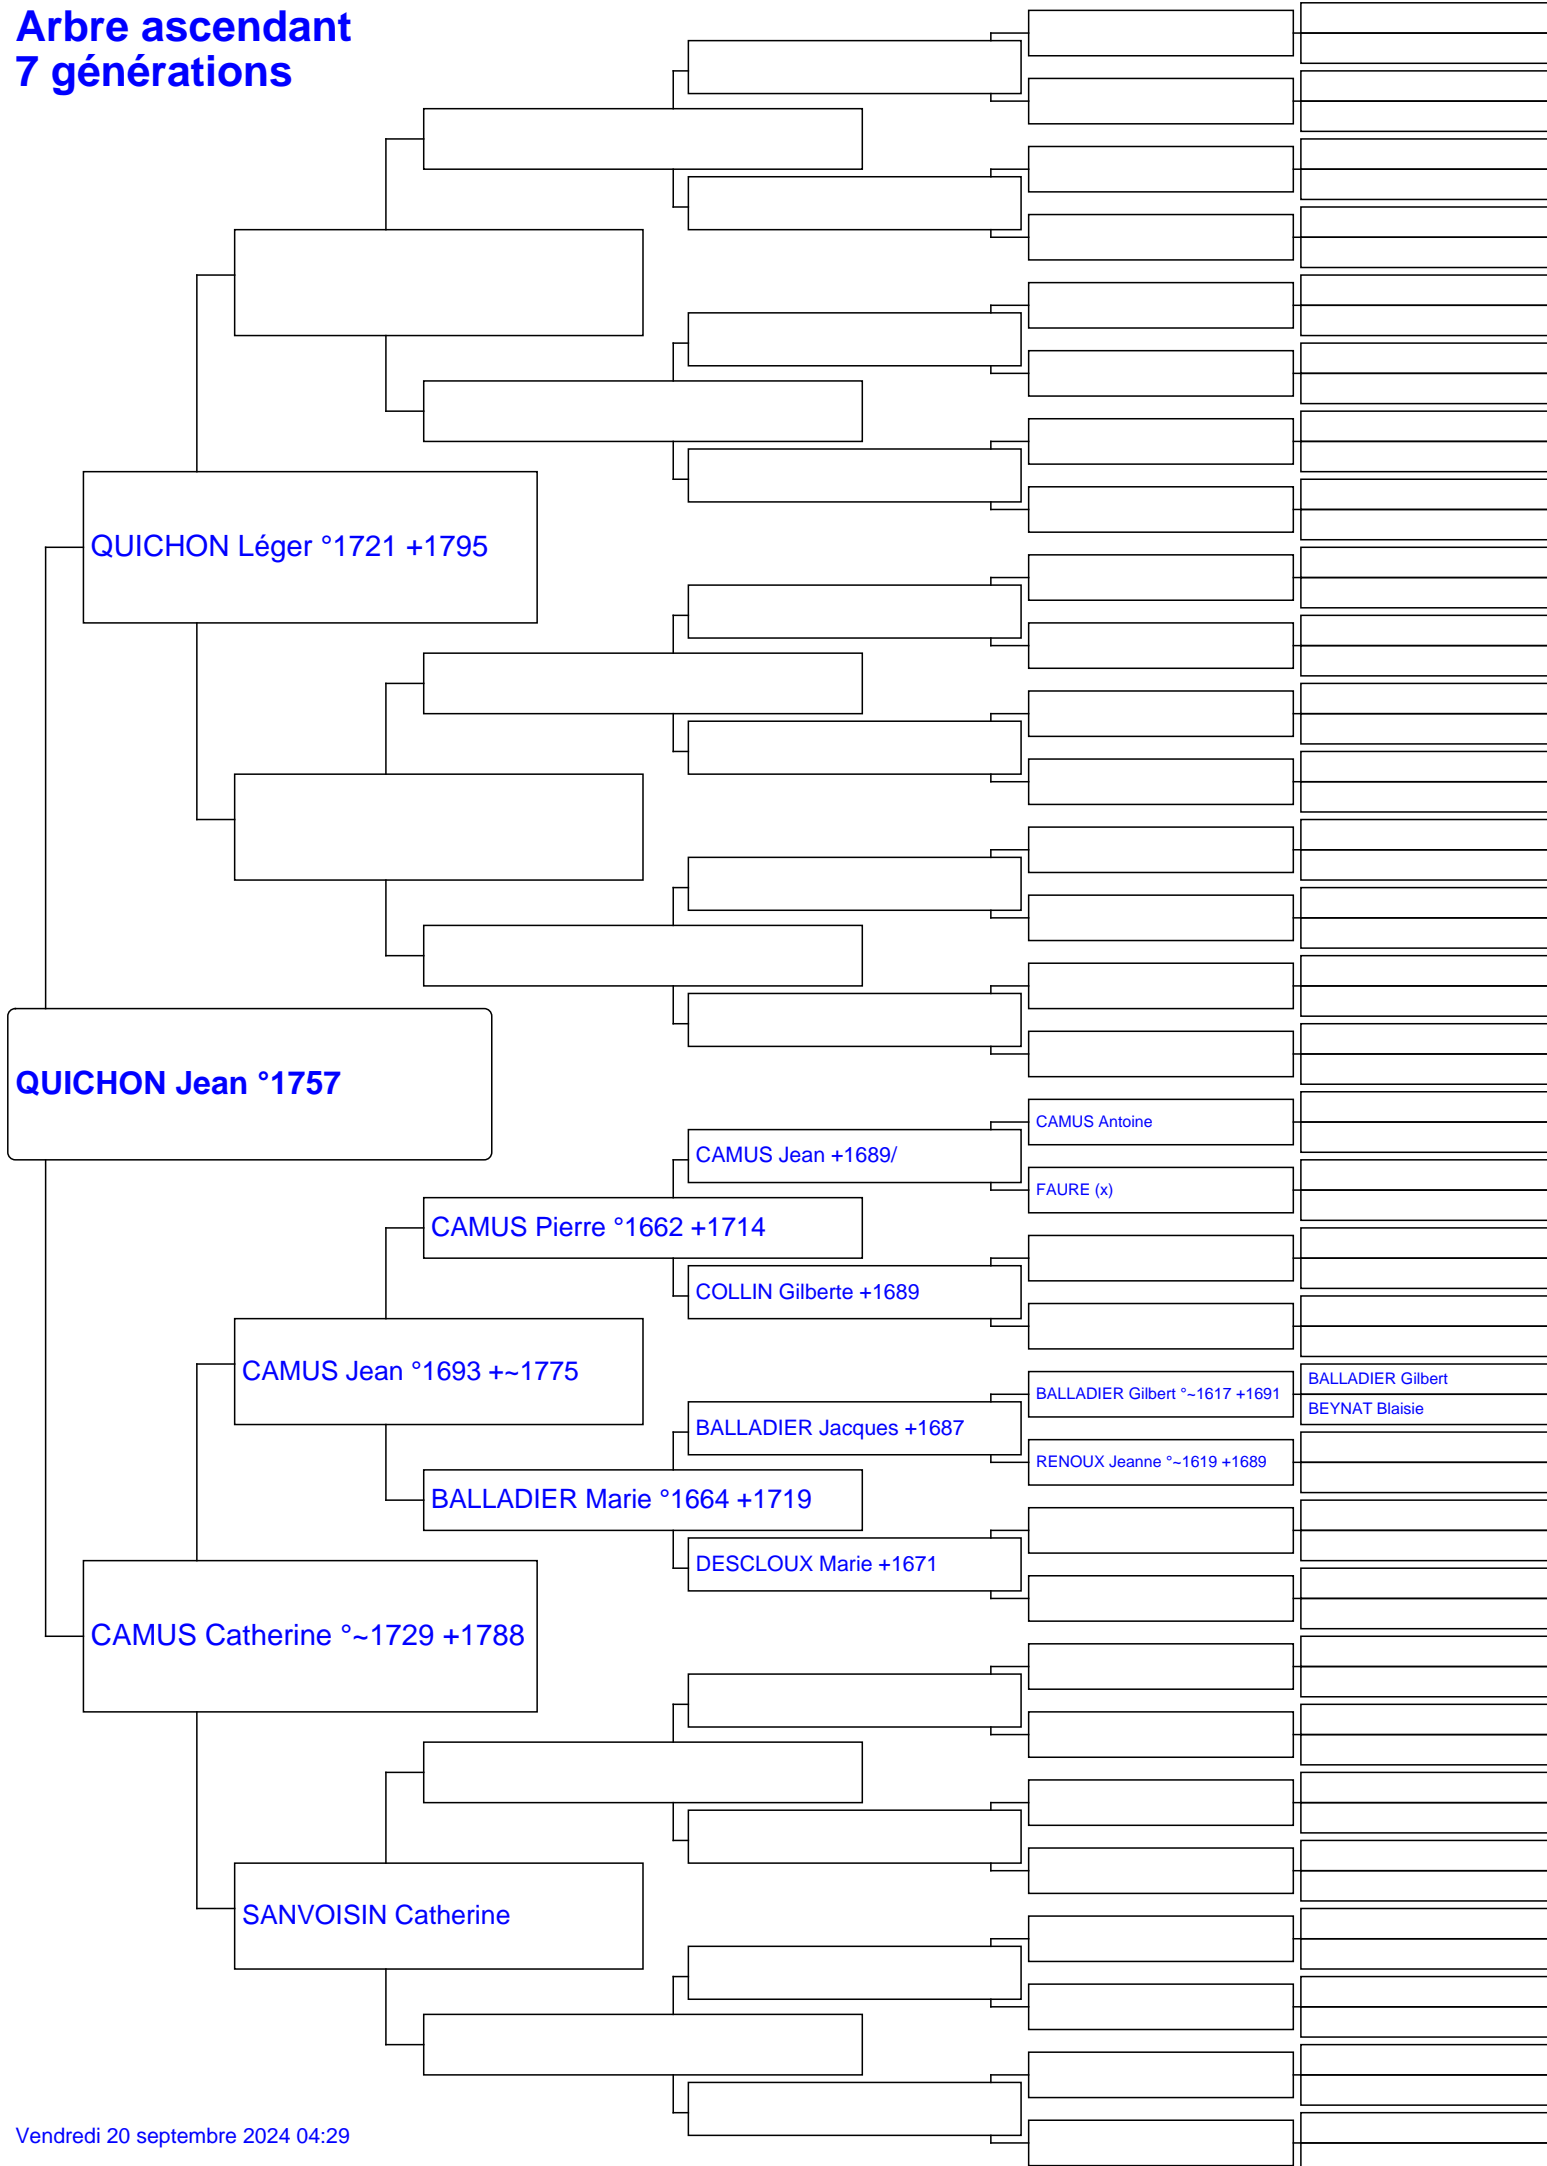 Arbre ascendant
7 générations
QUICHON Léger °1721 +1795
QUICHON Jean °1757
CAMUS Antoine
CAMUS Jean +1689/
FAURE (x)
CAMUS Pierre °1662 +1714
COLLIN Gilberte +1689
CAMUS Jean °1693 +~1775
BALLADIER Gilbert
BALLADIER Gilbert °~1617 +1691
BEYNAT Blaisie
BALLADIER Jacques +1687
RENOUX Jeanne °~1619 +1689
BALLADIER Marie °1664 +1719
DESCLOUX Marie +1671
CAMUS Catherine °~1729 +1788
SANVOISIN Catherine
Vendredi 20 septembre 2024 04:29